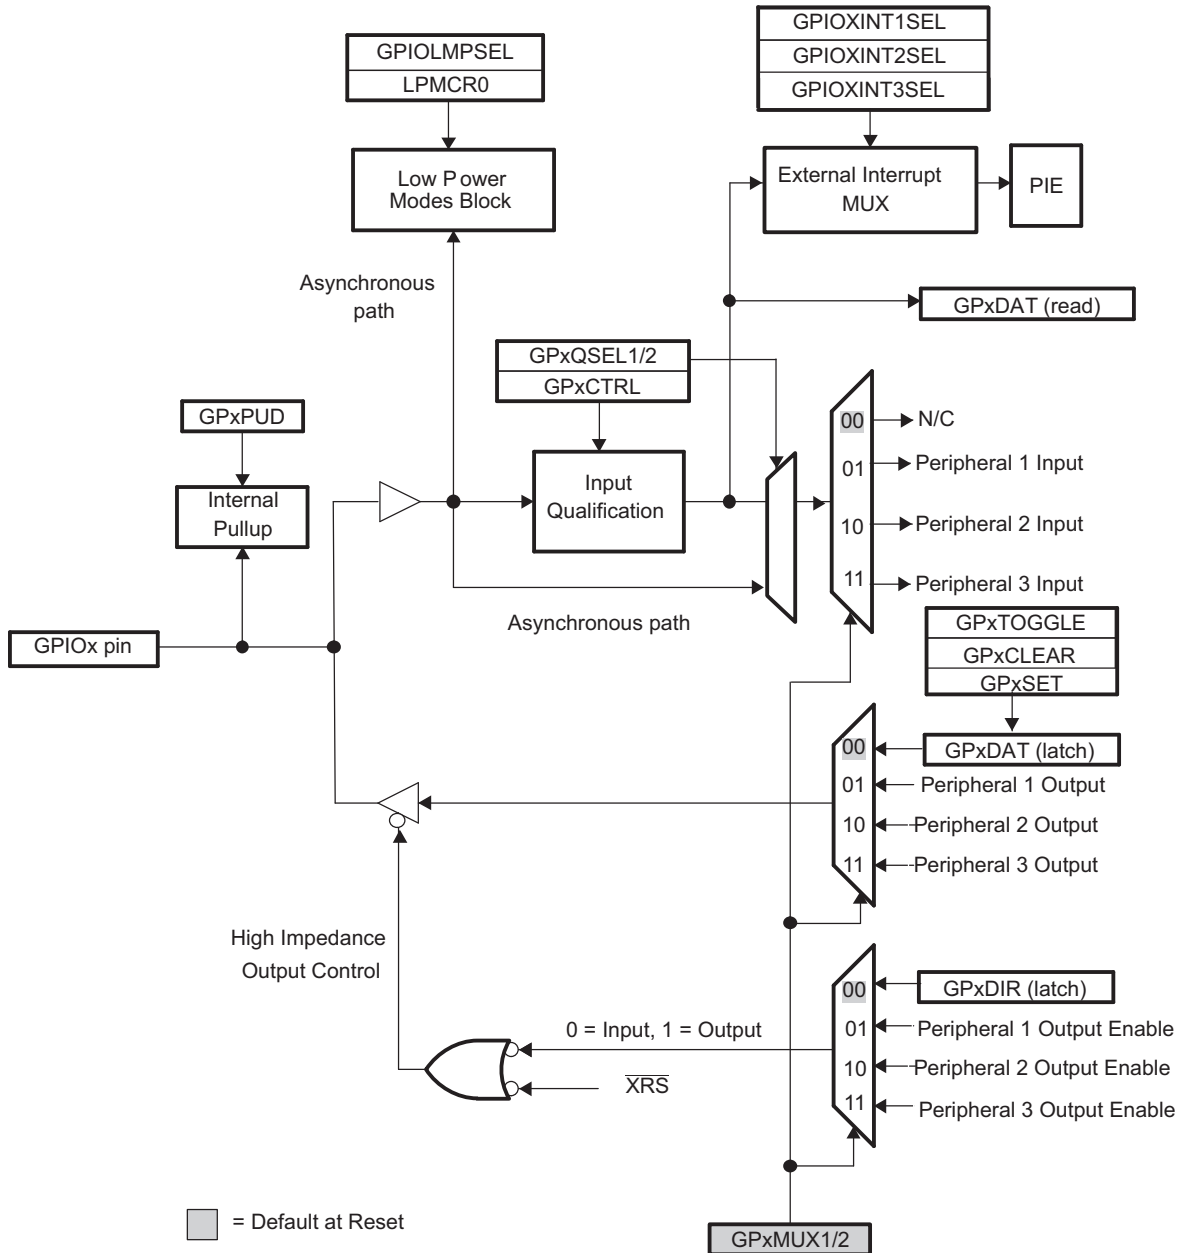 GPIOXINT1SEL
GPIOXINT2SEL
GPIOXINT3SEL
GPIOLMPSEL
LPMCR0
Low Power
Modes Block
External Interrupt
MUX
PIE
Asynchronous
path
GPxDAT (read)
GPxQSEL1/2
GPxCTRL
GPxPUD
Internal
Pullup
Input
Qualification
00
N/C
01
Peripheral 1 Input
10
Peripheral 2 Input
11
Peripheral 3 Input
Asynchronous path
GPIOx pin
GPxTOGGLE
GPxCLEAR
GPxSET
00
GPxDAT (latch)
01
Peripheral 1 Output
10
Peripheral 2 Output
11
Peripheral 3 Output
High Impedance
Output Control
00
GPxDIR (latch)
0 = Input, 1 = Output
01
Peripheral 1 Output Enable
10
Peripheral 2 Output Enable
XRS
11
Peripheral 3 Output Enable
= Default at Reset
GPxMUX1/2